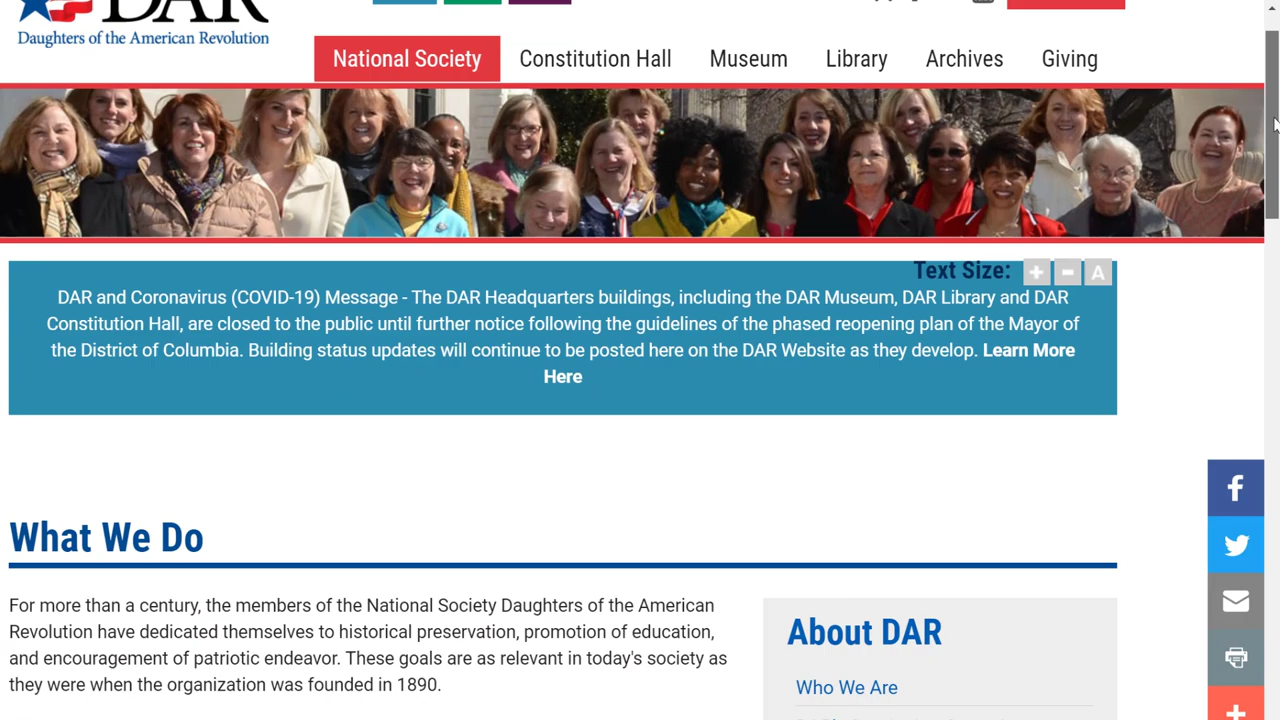 DAR
Daughters of the American Revolution
National Society Constitution Hall Museum Library Archives Giving
Text Size: + - A
DAR and Coronavirus (COVID-19) Message - The DAR Headquarters buildings, including the DAR Museum, DAR Library and DAR
Constitution Hall, are closed to the public until further notice following the guidelines of the phased reopening plan of the Mayor of
the District of Columbia. Building status updates will continue to be posted here on the DAR Website as they develop. Learn More
Here
What We Do
For more than a century, the members of the National Society Daughters of the American
Revolution have dedicated themselves to historical preservation, promotion of education,
and encouragement of patriotic endeavor. These goals are as relevant in today's society as
they were when the organization was founded in 1890.
About DAR
Who We Are